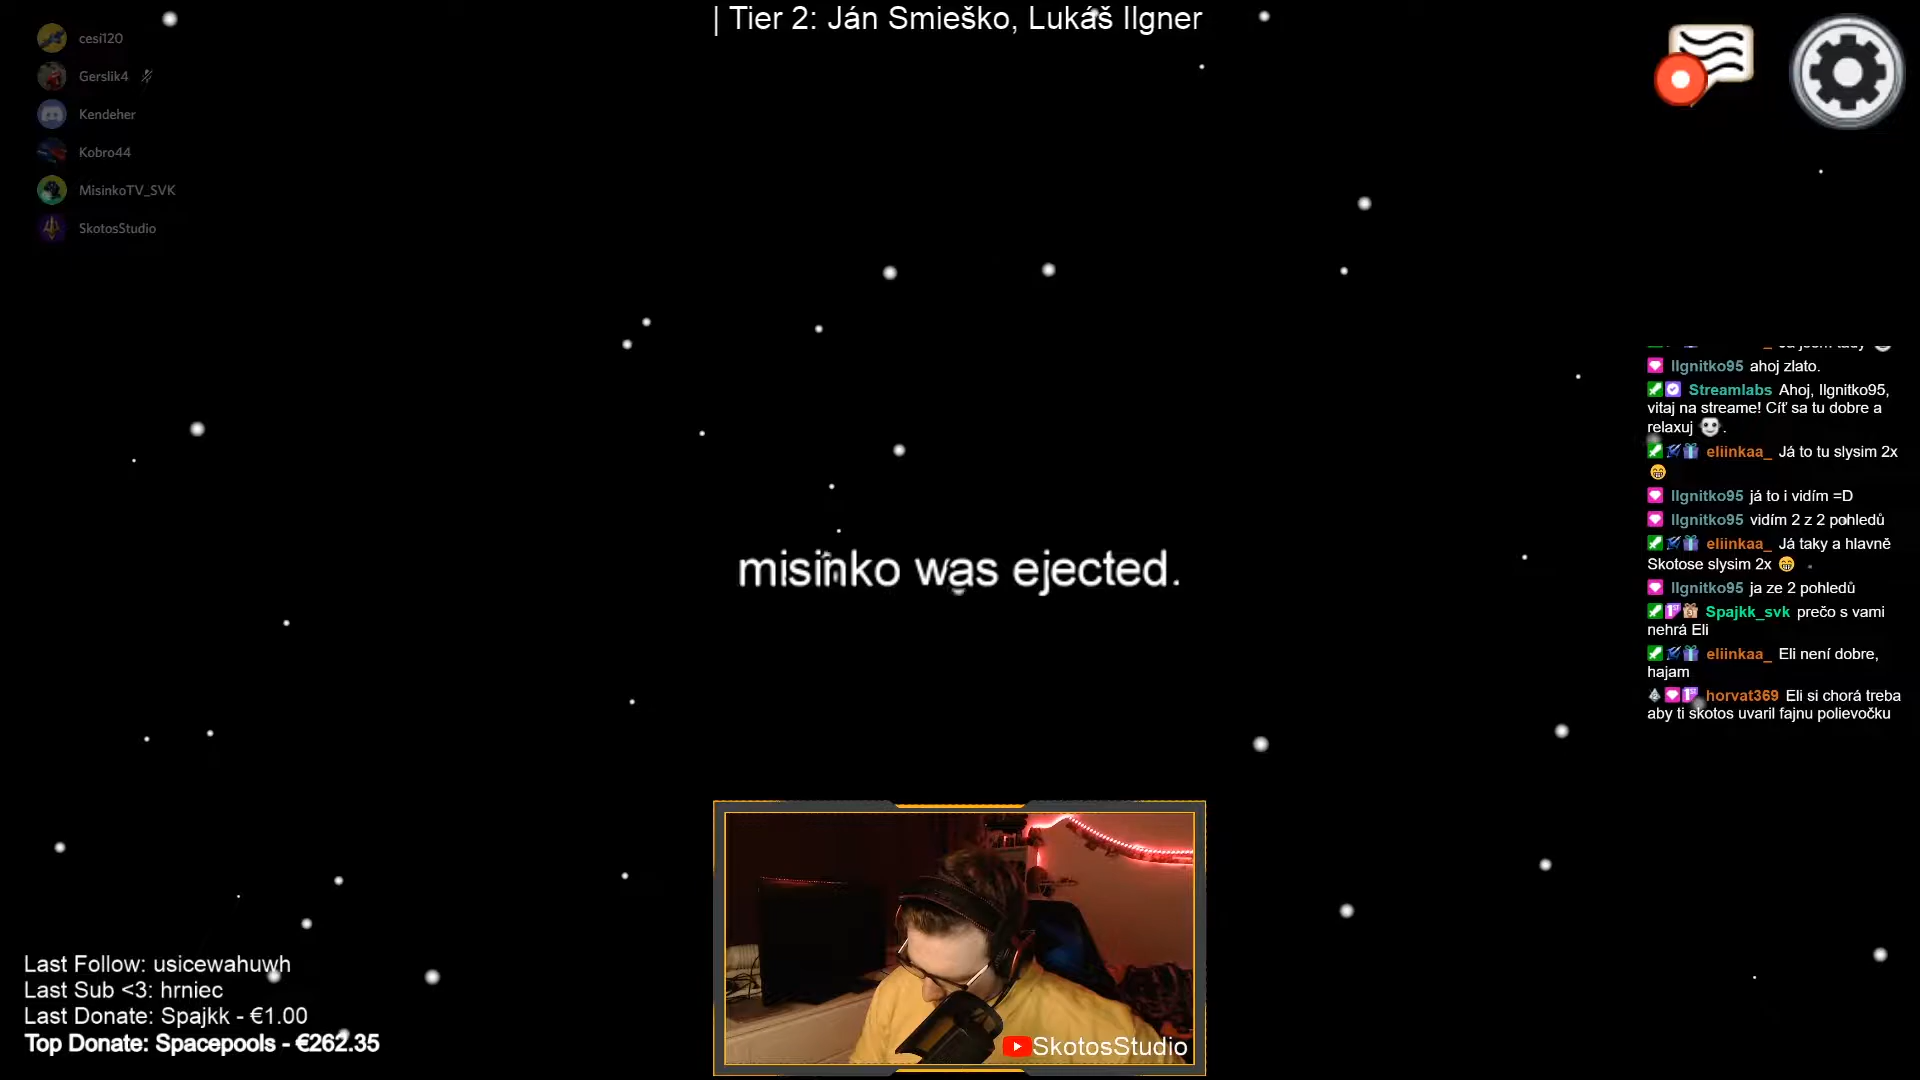 | Tier 2: Ján Smieško, Lukáš Ilgner
cesi120
Gerslik4
Kendeher
Kobro44
MisinkoTV_SVK
SkotosStudio
Ilgnitko95 ahoj zlato.
Streamlabs Ahoj, Ilgnitko95,
vitaj na streame! Cíť sa tu dobre a
relaxuj
eliinkaa_ Já to tu slysim 2x
Ilgnitko95 já to i vidím =D
Ilgnitko95 vidím 2 z 2 pohledů
eliinkaa_ Já taky a hlavně
Skotose slysim 2x
Ilgnitko95 ja ze 2 pohledů
Spajkk_svk prečo s vami
nehrá Eli
eliinkaa_ Eli není dobre,
hajam
horvat369 Eli si chorá treba
aby ti skotos uvaril fajnu polievočku
misinko was ejected.
Last Follow: usicewahuwh
Last Sub <3: hrniec
Last Donate: Spajkk - €1.00
Top Donate: Spacepools - €262.35
SkotosStudio